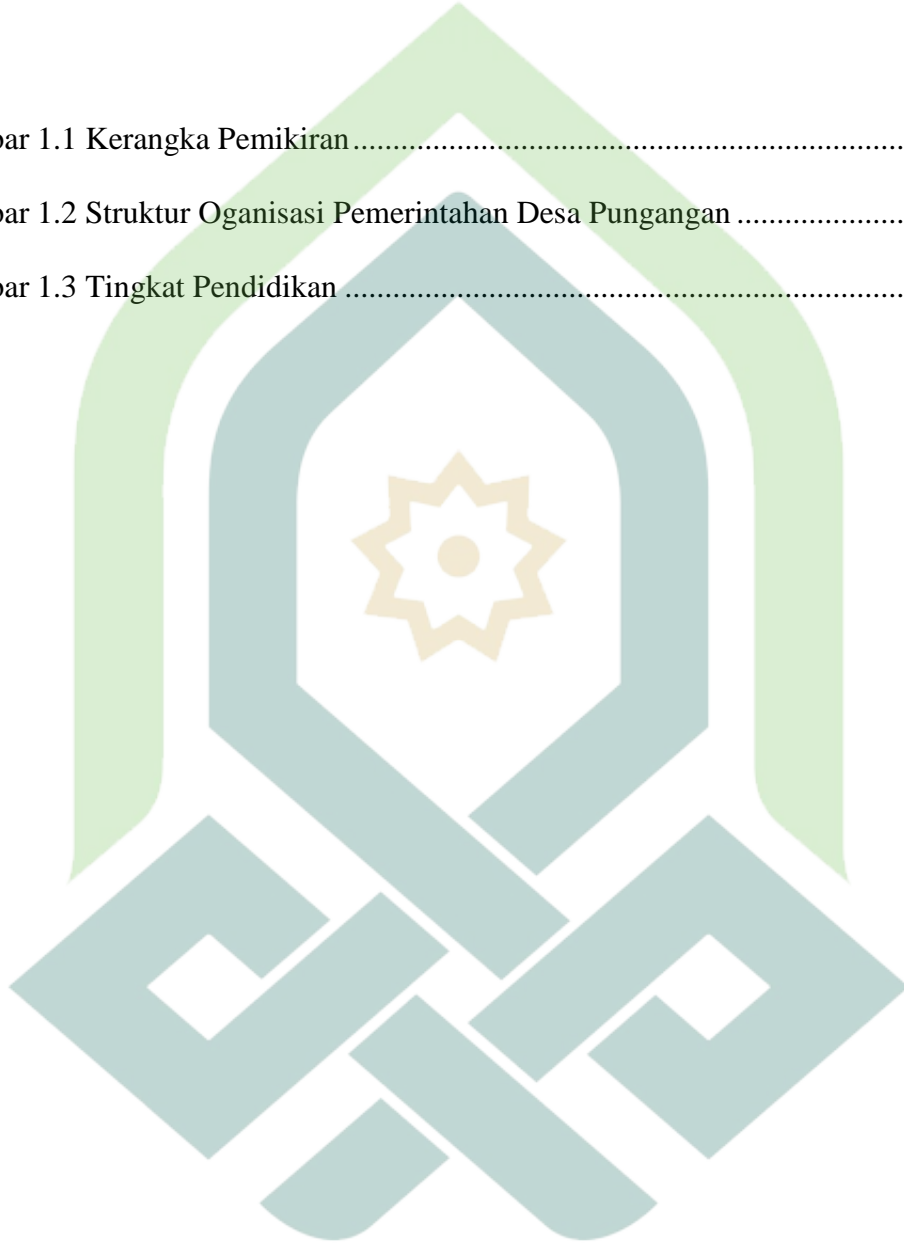 bar 1.1 Kerangka Pemikiran....................................................................
bar 1.2 Struktur Oganisasi Pemerintahan Desa Pungangan.....................
bar 1.3 Tingkat Pendidikan.....................................................................